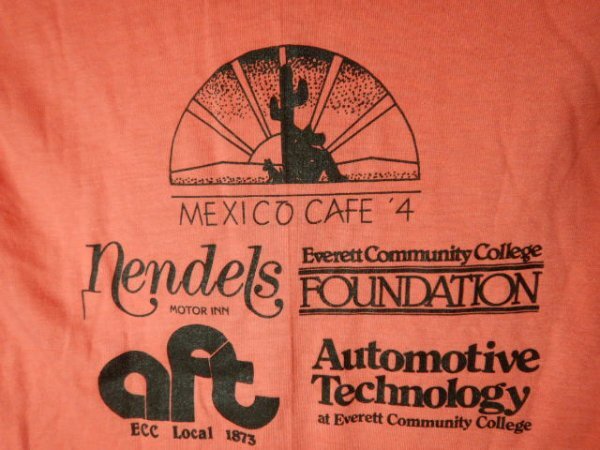 MEXICO CAFE '4
Nendels
MOTOR INN
Everett Community College
FOUNDATION
aft
ECC Local 1873
Automotive
Technology
at Everett Community College